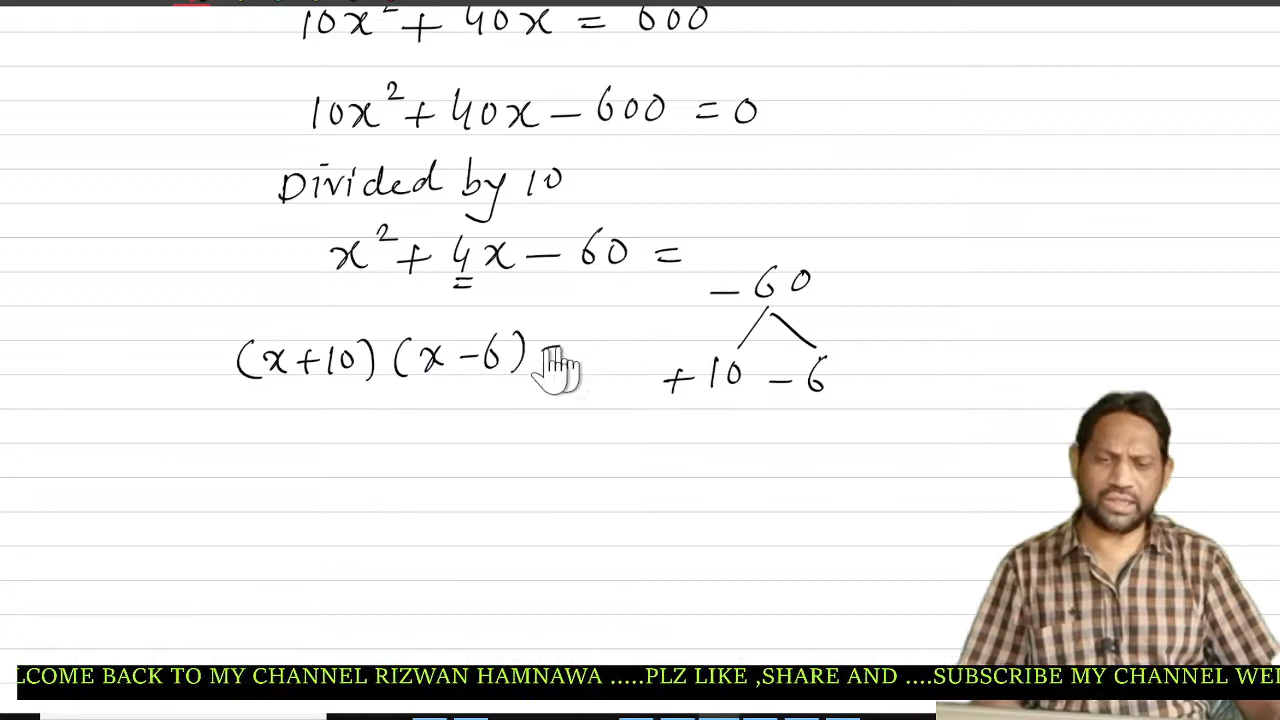 10x² + 40x = 600
10x² + 40x – 600 = 0
Divided by 10
x² + 4x – 60 =
– 60
(x+10) (x –6)
+ 10 – 6
LCOME BACK TO MY CHANNEL RIZWAN HAMNAWA .....PLZ LIKE ,SHARE AND ....SUBSCRIBE MY CHANNEL WEL